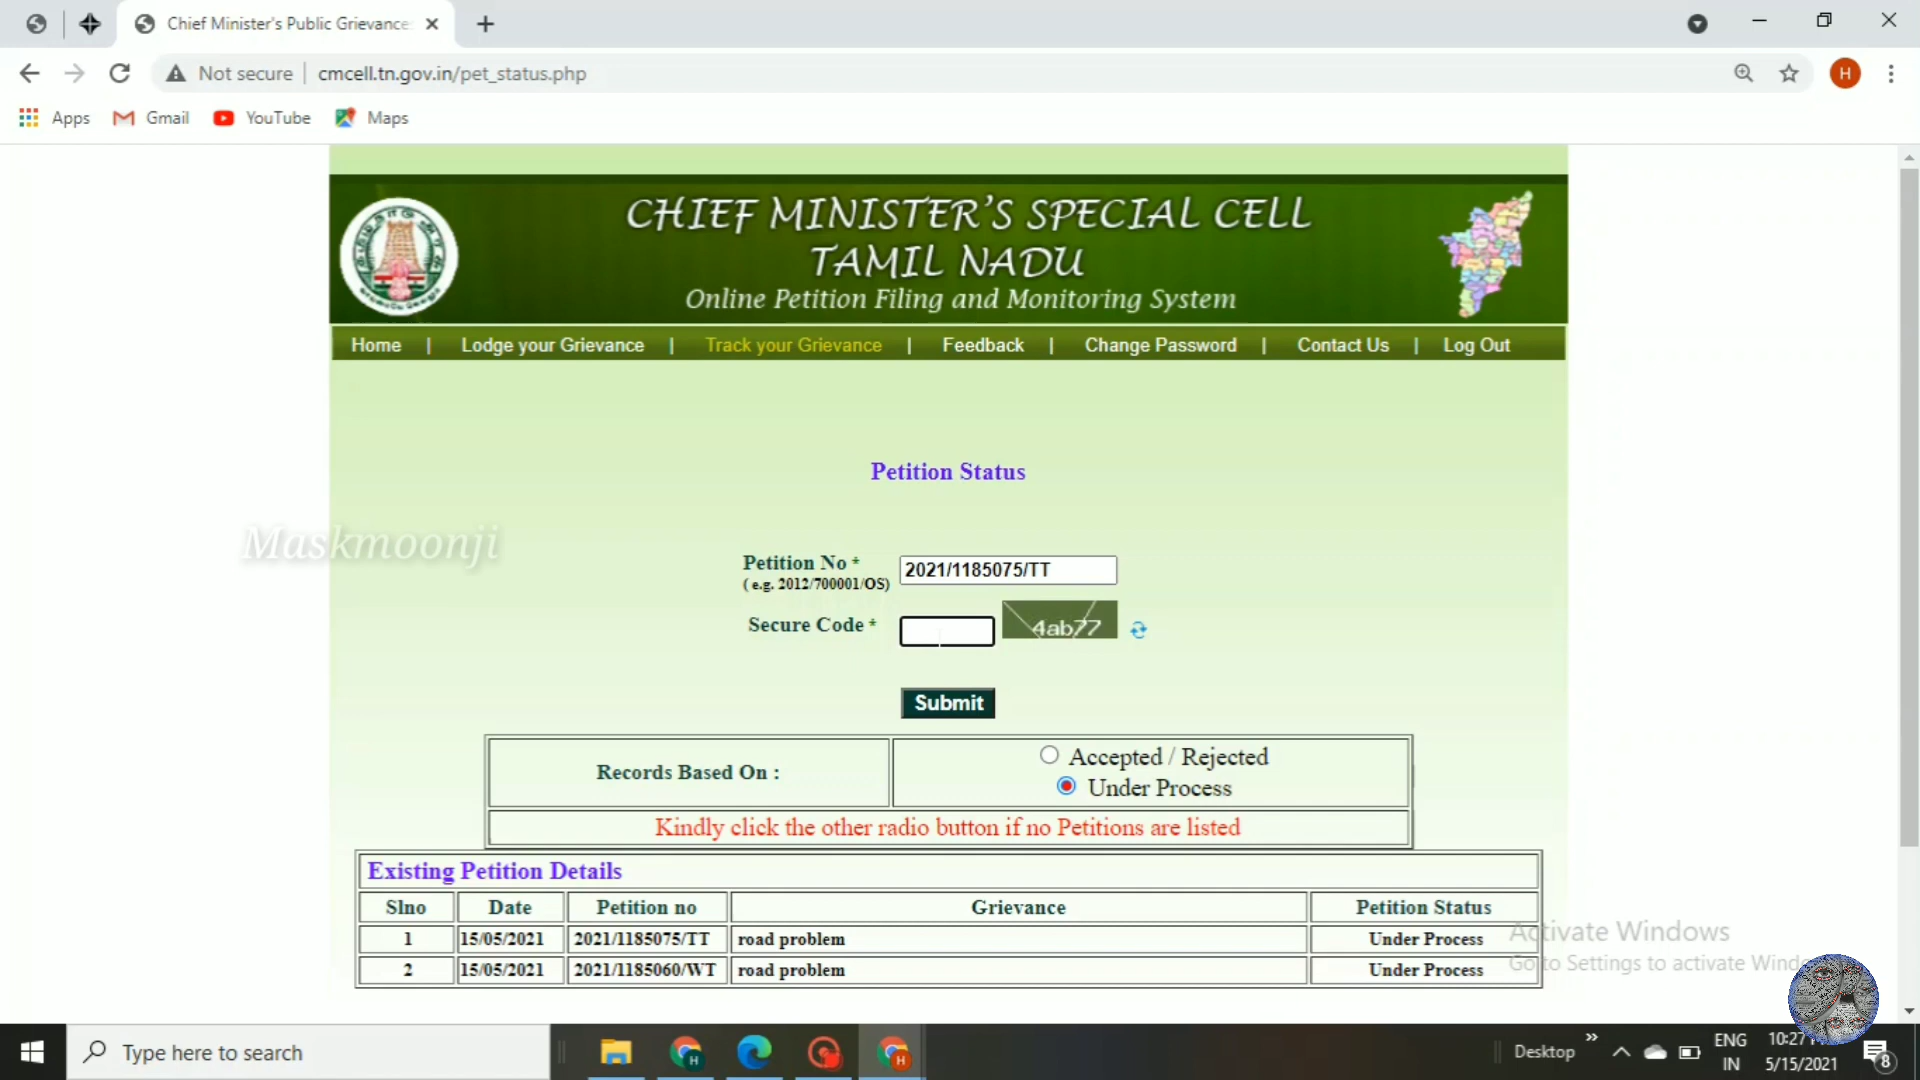 Chief Minister's Public Grievance
Not secure | cmcell.tn.gov.in/pet_status.php
H
Apps Gmail YouTube Maps
CHIEF MINISTER'S SPECIAL CELL
TAMIL NADU
Online Petition Filing and Monitoring System
Home | Lodge your Grievance | Track your Grievance | Feedback | Change Password | Contact Us | Log Out
Petition Status
Maskmoonji
Petition No * 2021/1185075/TT
( e.g. 2012/700001/OS)
Secure Code * 4ab77
Submit
Records Based On : Accepted / Rejected
Under Process
Kindly click the other radio button if no Petitions are listed
Existing Petition Details
Slno Date Petition no Grievance Petition Status
1 15/05/2021 2021/1185075/TT road problem Under Process
2 15/05/2021 2021/1185060/WT road problem Under Process
Activate Windows
Go to Settings to activate
Type here to search
Desktop
ENG
IN
10:27
5/15/2021
8